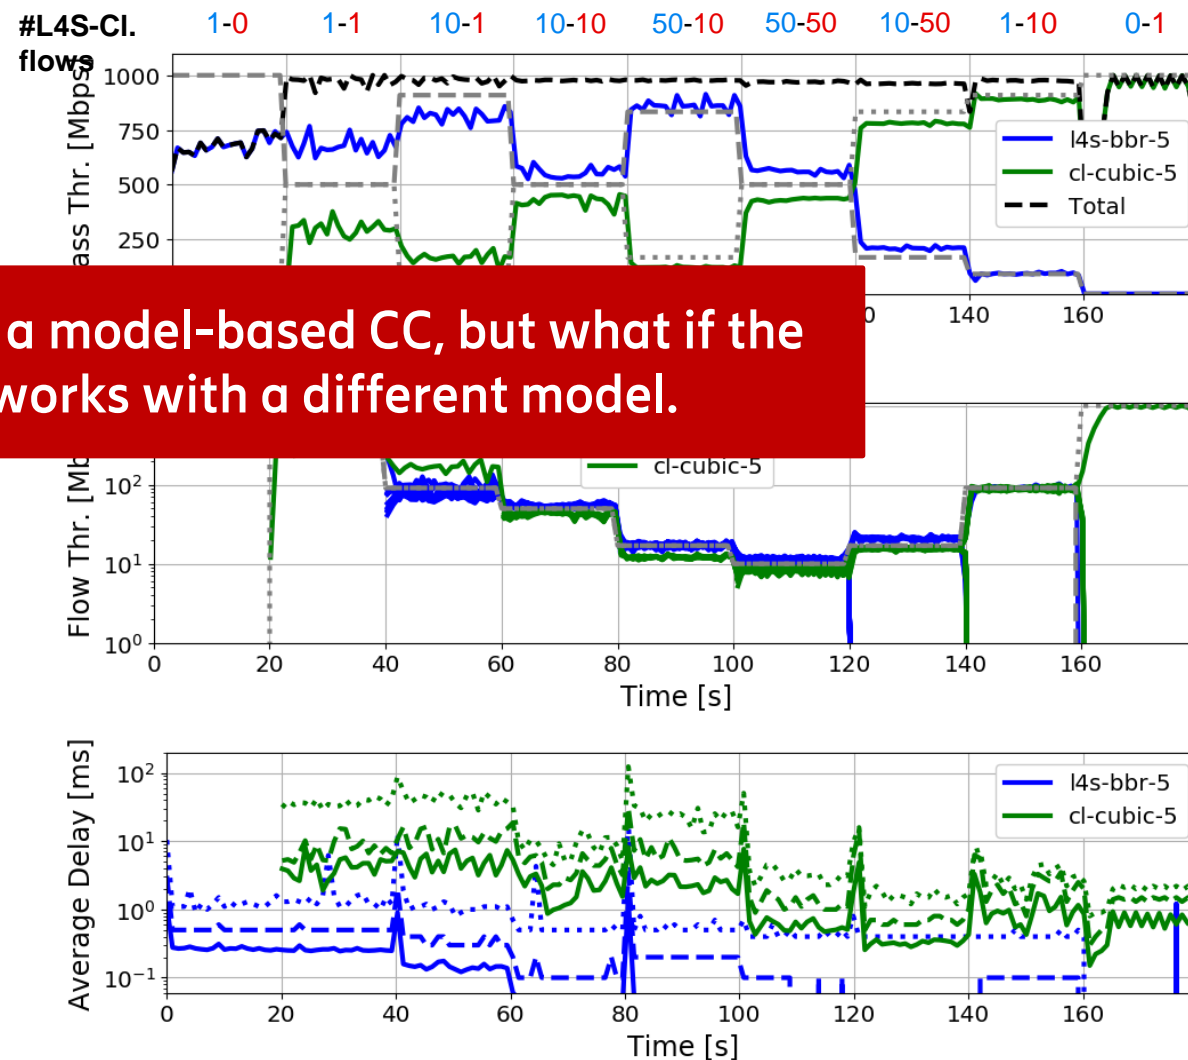 #L4S-Cl. 1-0 1-1 10-1 10-10 50-10 50-50 10-50 1-10 0-1
flows
ass Thr. [Mbps]
1000
750
500
250
l4s-bbr-5
cl-cubic-5
Total
0 140 160
a model-based CC, but what if the
works with a different model.
cl-cubic-5
Flow Thr. [Mb
10²
10¹
10⁰
0 20 40 60 80 100 120 140 160
Time [s]
Average Delay [ms]
10²
10¹
10⁰
10⁻¹
l4s-bbr-5
cl-cubic-5
0 20 40 60 80 100 120 140 160
Time [s]